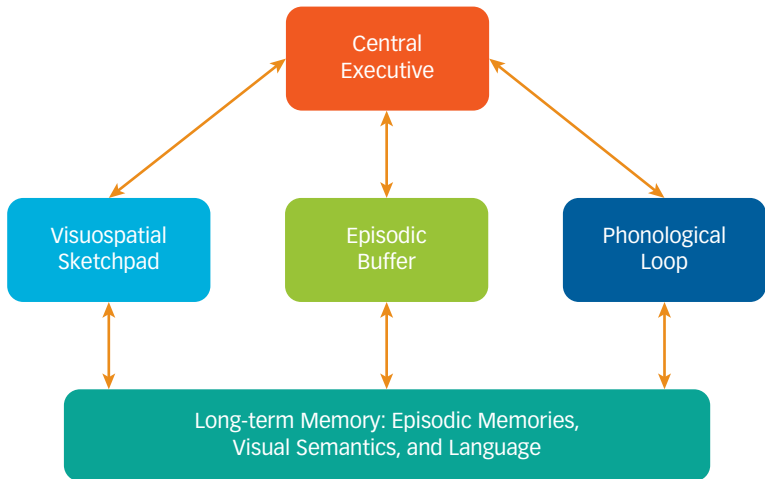 Central
Executive
Visuospatial
Sketchpad
Episodic
Buffer
Phonological
Loop
Long-term Memory: Episodic Memories,
Visual Semantics, and Language